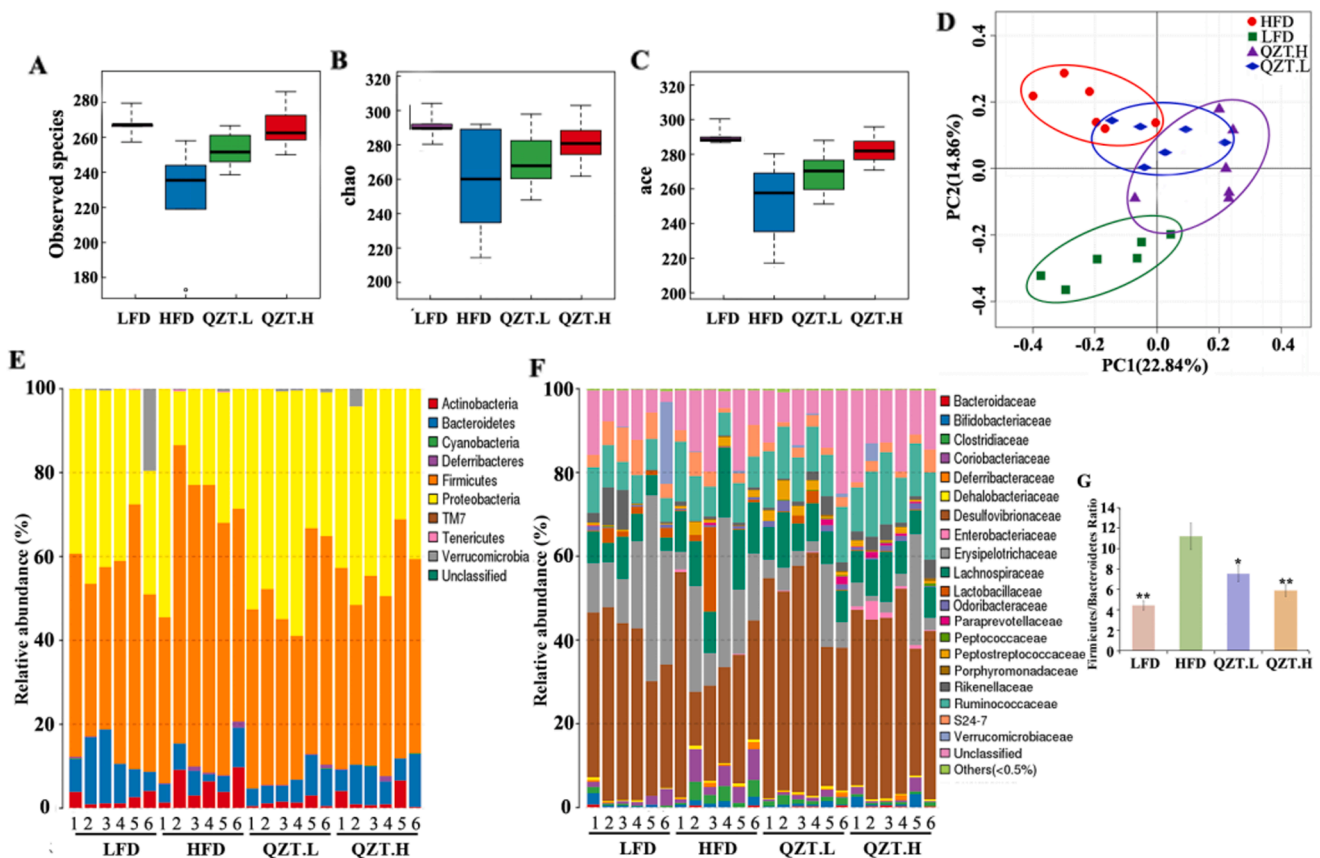 A
Observed species
280
260
240
220
200
180
LFD HFD QZT.L QZT.H
B
chao
320
300
280
260
240
220
200
LFD HFD QZT.L QZT.H
C
ace
320
300
280
260
240
220
200
LFD HFD QZT.L QZT.H
D
HFD
LFD
QZT.H
QZT.L
PC2(14.86%)
0.4
0.2
0.0
-0.2
-0.4
-0.4 -0.2 0.0 0.2 0.4
PC1(22.84%)
E
Relative abundance (%)
100
80
60
40
20
0
1 2 3 4 5 6 1 2 3 4 5 6 1 2 3 4 5 6 1 2 3 4 5 6
LFD HFD QZT.L QZT.H
Actinobacteria
Bacteroidetes
Cyanobacteria
Deferribacteres
Firmicutes
Proteobacteria
TM7
Tenericutes
Verrucomicrobia
Unclassified
F
Relative abundance (%)
100
80
60
40
20
0
1 2 3 4 5 6 1 2 3 4 5 6 1 2 3 4 5 6 1 2 3 4 5 6
LFD HFD QZT.L QZT.H
Bacteroidaceae
Bifidobacteriaceae
Clostridiaceae
Coriobacteriaceae
Deferribacteraceae
Dehalobacteriaceae
Desulfovibrionaceae
Enterobacteriaceae
Erysipelotrichaceae
Lachnospiraceae
Lactobacillaceae
Odoribacteraceae
Paraprevotellaceae
Peptococcaceae
Peptostreptococcaceae
Porphyromonadaceae
Rikenellaceae
Ruminococcaceae
S24-7
Verrucomicrobiaceae
Unclassified
Others(<0.5%)
G
Firmicutes/Bacteroidetes Ratio
14
12
10
8
6
4
2
0
** * **
LFD HFD QZT.L QZT.H